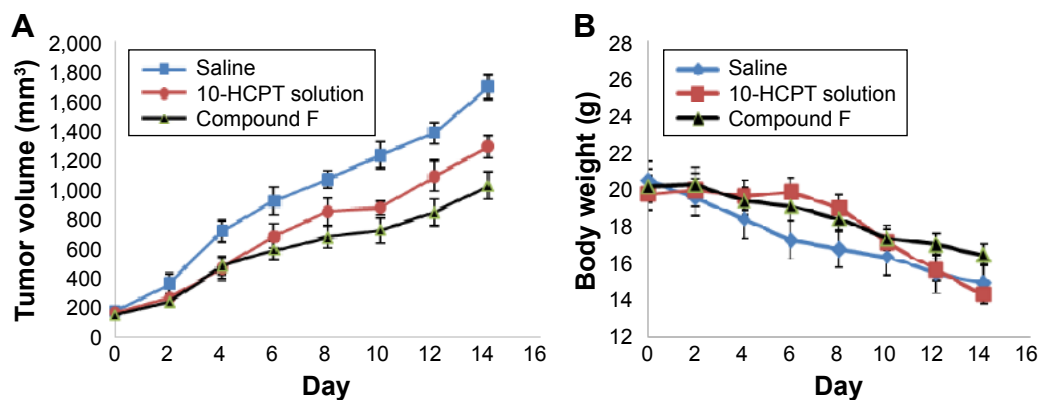 A
Tumor volume (mm³)
2,000
1,800
1,600
1,400
1,200
1,000
800
600
400
200
0
Saline
10-HCPT solution
Compound F
0 2 4 6 8 10 12 14 16
Day
B
Body weight (g)
28
26
24
22
20
18
16
14
12
Saline
10-HCPT solution
Compound F
0 2 4 6 8 10 12 14 16
Day